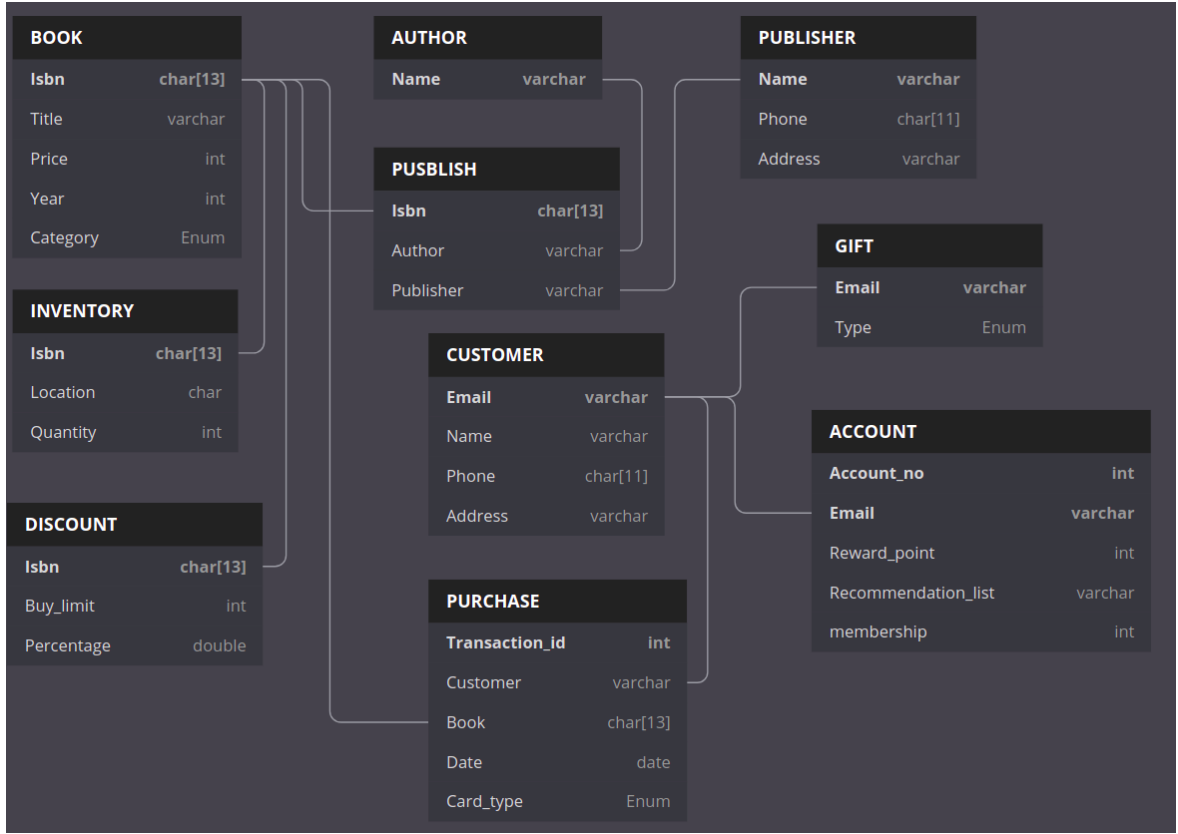 BOOK
Isbn char[13]
Title varchar
Price int
Year int
Category Enum
AUTHOR
Name varchar
PUBLISHER
Name varchar
Phone char[11]
Address varchar
PUSBLISH
Isbn char[13]
Author varchar
Publisher varchar
GIFT
Email varchar
Type Enum
INVENTORY
Isbn char[13]
Location char
Quantity int
CUSTOMER
Email varchar
Name varchar
Phone char[11]
Address varchar
ACCOUNT
Account_no int
Email varchar
Reward_point int
Recommendation_list varchar
membership int
DISCOUNT
Isbn char[13]
Buy_limit int
Percentage double
PURCHASE
Transaction_id int
Customer varchar
Book char[13]
Date date
Card_type Enum